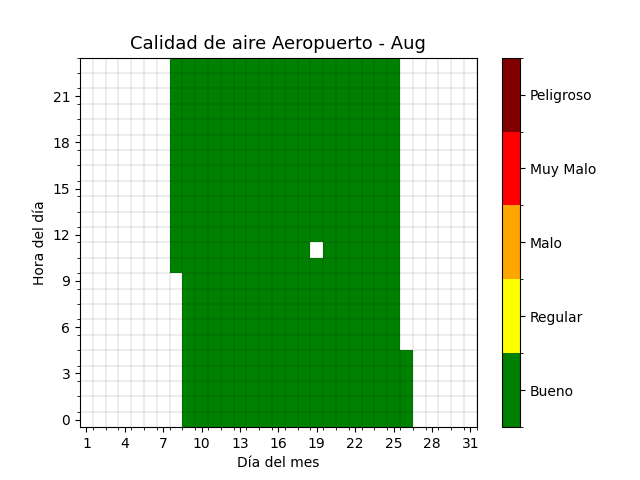 Calidad de aire Aeropuerto - Aug
Hora del día
21
18
15
12
9
6
3
0
1 4 7 10 13 16 19 22 25 28 31
Día del mes
Peligroso
Muy Malo
Malo
Regular
Bueno